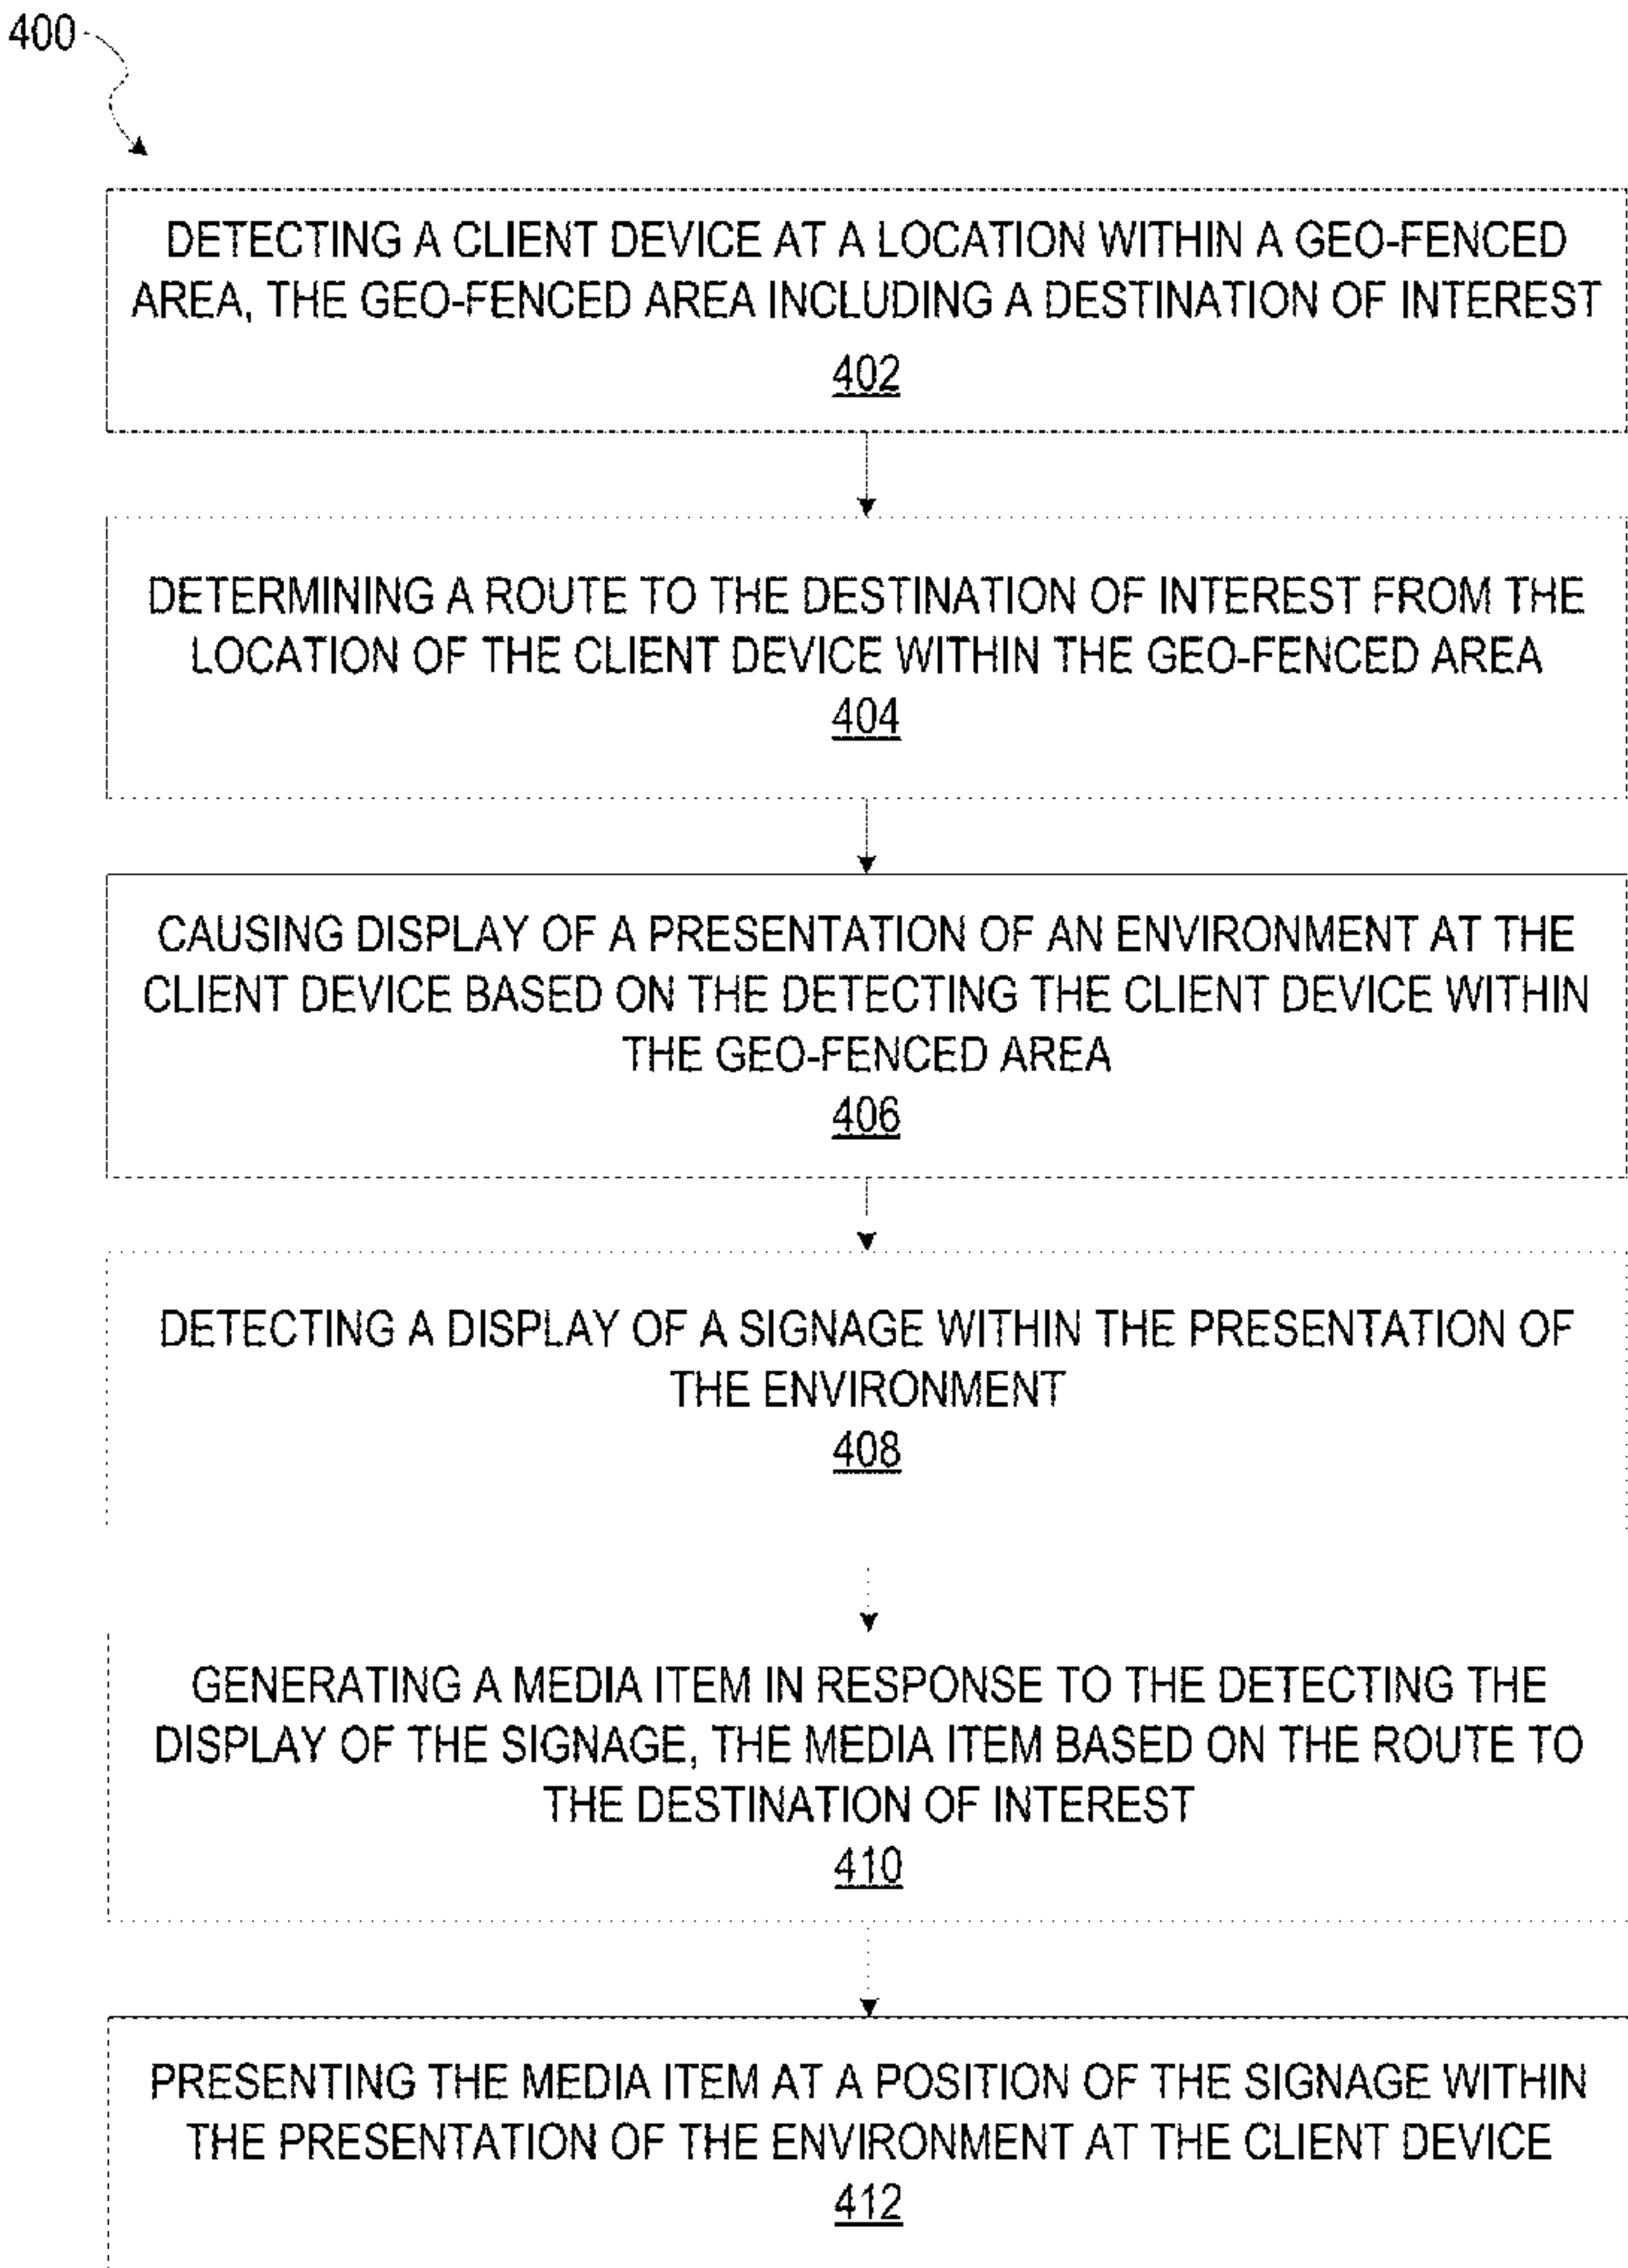 400
DETECTING A CLIENT DEVICE AT A LOCATION WITHIN A GEO-FENCED
AREA, THE GEO-FENCED AREA INCLUDING A DESTINATION OF INTEREST
402
DETERMINING A ROUTE TO THE DESTINATION OF INTEREST FROM THE
LOCATION OF THE CLIENT DEVICE WITHIN THE GEO-FENCED AREA
404
CAUSING DISPLAY OF A PRESENTATION OF AN ENVIRONMENT AT THE
CLIENT DEVICE BASED ON THE DETECTING THE CLIENT DEVICE WITHIN
THE GEO-FENCED AREA
406
DETECTING A DISPLAY OF A SIGNAGE WITHIN THE PRESENTATION OF
THE ENVIRONMENT
408
GENERATING A MEDIA ITEM IN RESPONSE TO THE DETECTING THE
DISPLAY OF THE SIGNAGE, THE MEDIA ITEM BASED ON THE ROUTE TO
THE DESTINATION OF INTEREST
410
PRESENTING THE MEDIA ITEM AT A POSITION OF THE SIGNAGE WITHIN
THE PRESENTATION OF THE ENVIRONMENT AT THE CLIENT DEVICE
412